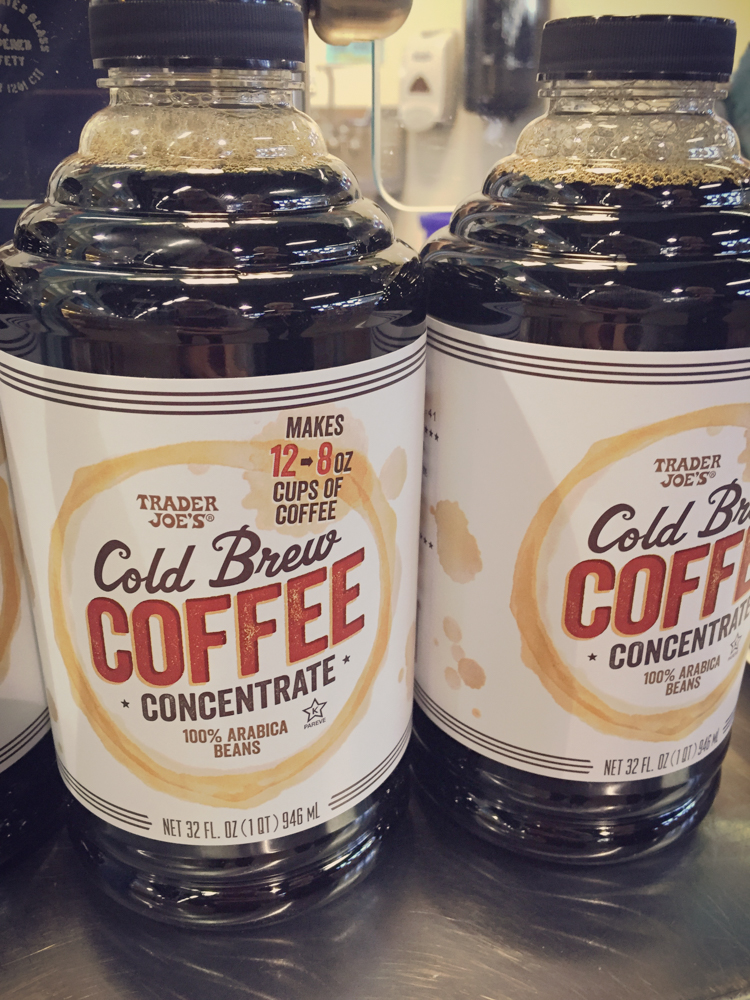 MAKES
12-8 OZ
CUPS OF
COFFEE
TRADER
JOE'S®
Cold Brew
COFFEE
★ CONCENTRATE ★
100% ARABICA
BEANS
K
PAREVE
NET 32 FL. OZ (1 QT) 946 ML
TRADER
JOE'S®
Cold
COFFE
★ CONCENTRATE
100% ARABICA
BEANS
NET 32 FL. OZ (1 QT) 946 ML